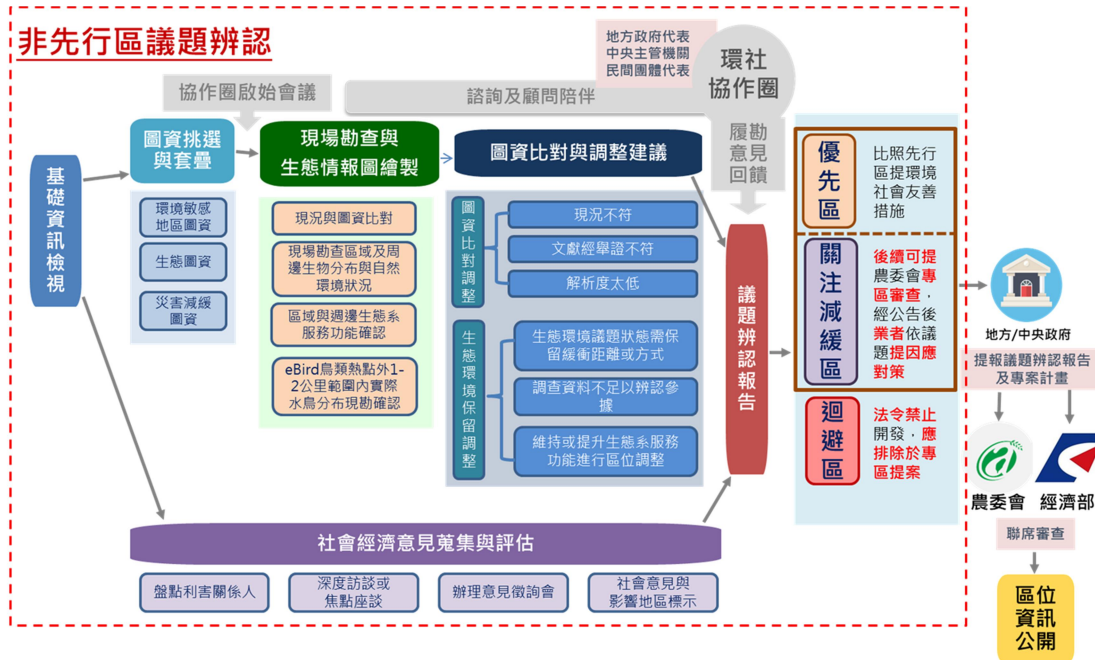 非先行區議題辨認
地方政府代表
中央主管機關
民間團體代表
環社
協作圈
協作圈啟始會議
諮詢及顧問陪伴
履勘
意見
回饋
基礎資訊檢視
圖資挑選
與套疊
環境敏感
地區圖資
生態圖資
災害減緩
圖資
現場勘查與
生態情報圖繪製
現況與圖資比對
現場勘查區域及周
邊生物分布與自然
環境狀況
區域與週邊生態系
服務功能確認
eBird鳥類熱點外1-
2公里範圍內實際
水鳥分布現勘確認
圖資比對與調整建議
圖資比對調整
現況不符
文獻經舉證不符
解析度太低
生態環境保留調整
生態環境議題狀態需保
留緩衝距離或方式
調查資料不足以辨認參
據
維持或提升生態系服務
功能進行區位調整
社會經濟意見蒐集與評估
盤點利害關係人
深度訪談或
焦點座談
辦理意見徵詢會
社會意見與
影響地區標示
議題辨認報告
優先區
比照先行
區提環境
社會友善
措施
關注減緩區
後續可提
農委會專
區審查，
經公告後
業者依議
題提因應
對策
迴避區
法令禁止
開發，應
排除於專
區提案
地方/中央政府
提報議題辨認報告
及專案計畫
農委會
經濟部
聯席審查
區位
資訊
公開